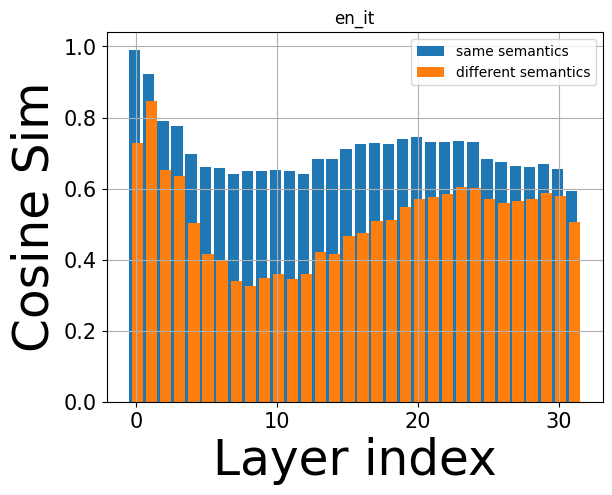 en_it
same semantics
different semantics
Cosine Sim
1.0
0.8
0.6
0.4
0.2
0.0
0 10 20 30
Layer index